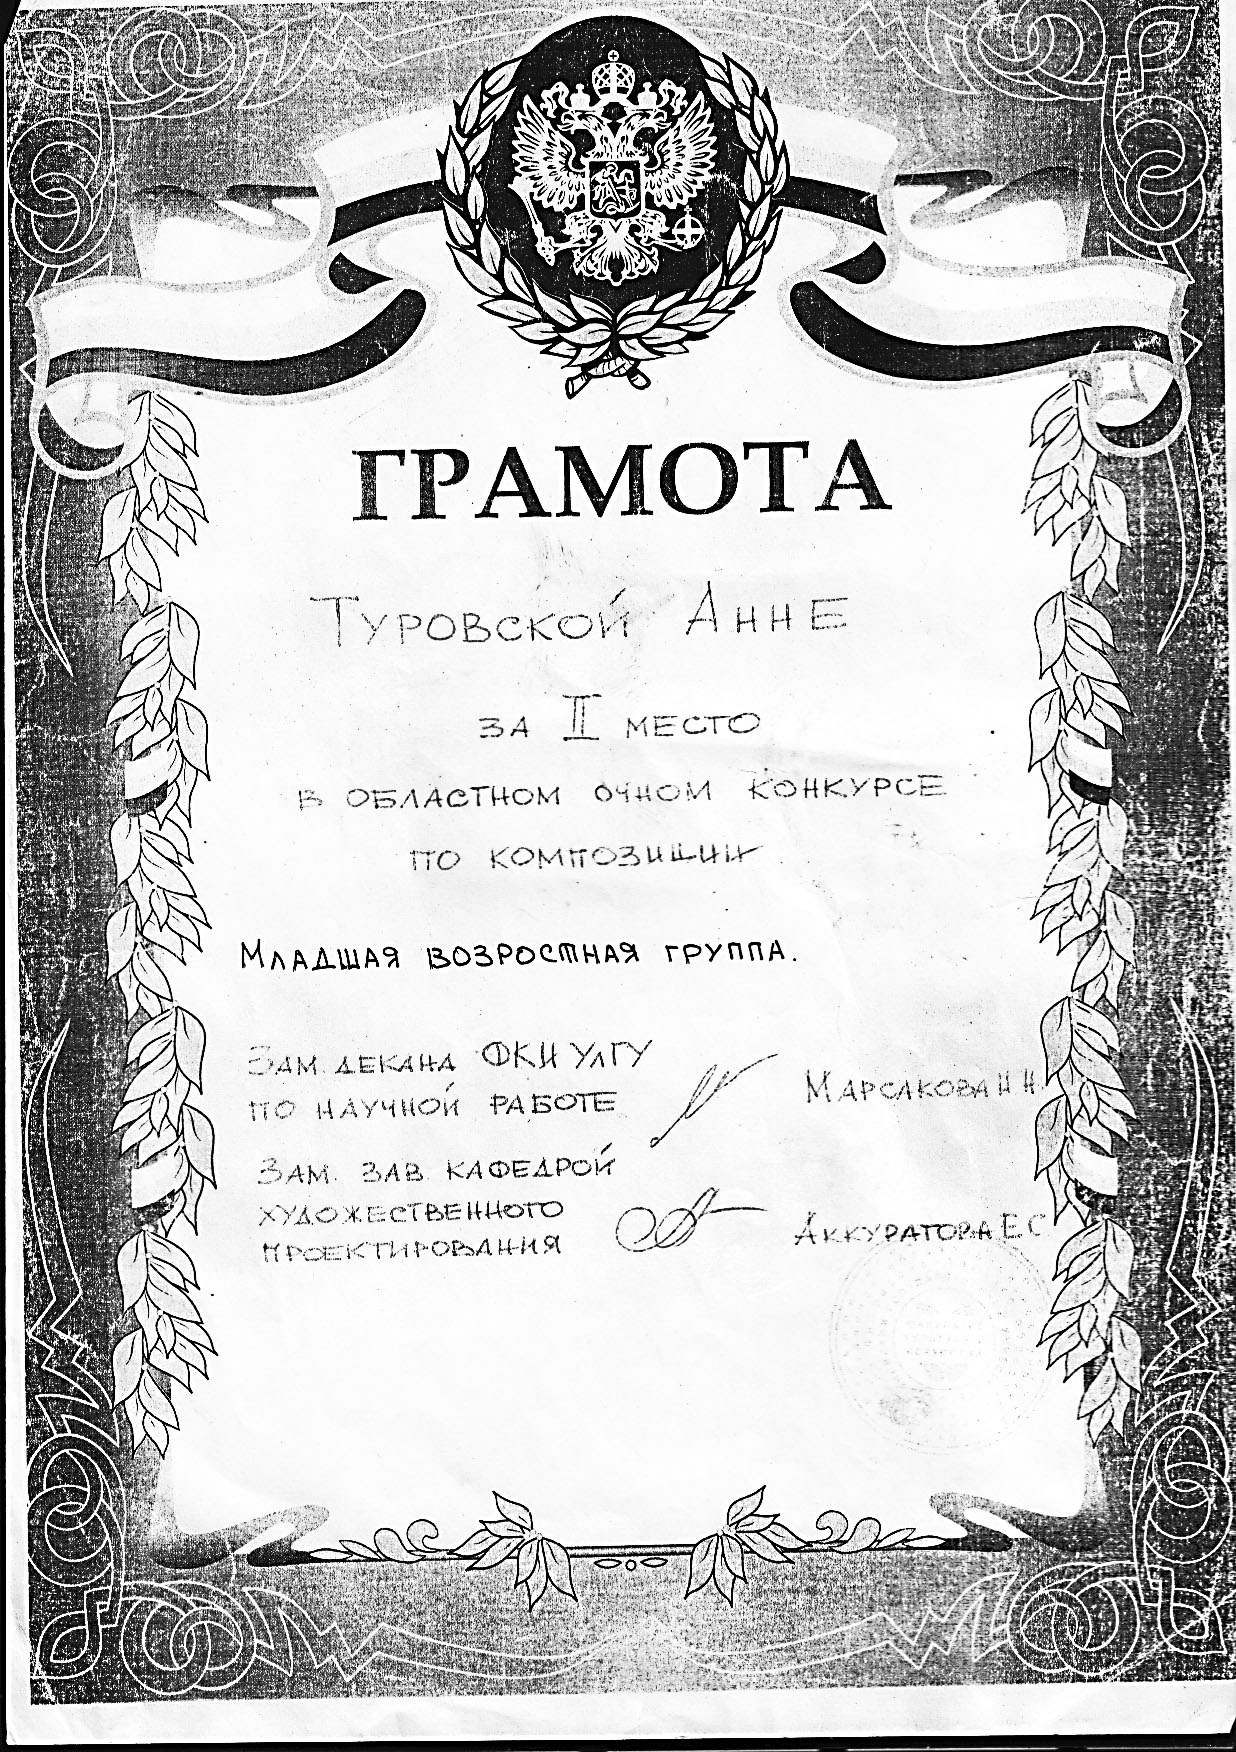 ГРАМОТА
ТУРОВСКОЙ АННЕ
ЗА II МЕСТО
В ОБЛАСТНОМ ОЧНОМ КОНКУРСЕ
ПО КОМПОЗИЦИИ
МЛАДШАЯ ВОЗРОСТНАЯ ГРУППА.
ЗАМ. ДЕКАНА ФКИ УлГУ
ПО НАУЧНОЙ РАБОТЕ МАРСАКОВА Н Н
ЗАМ. ЗАВ. КАФЕДРОЙ
ХУДОЖЕСТВЕННОГО
ПРОЕКТИРОВАНИЯ АККУРАТОВА Е С